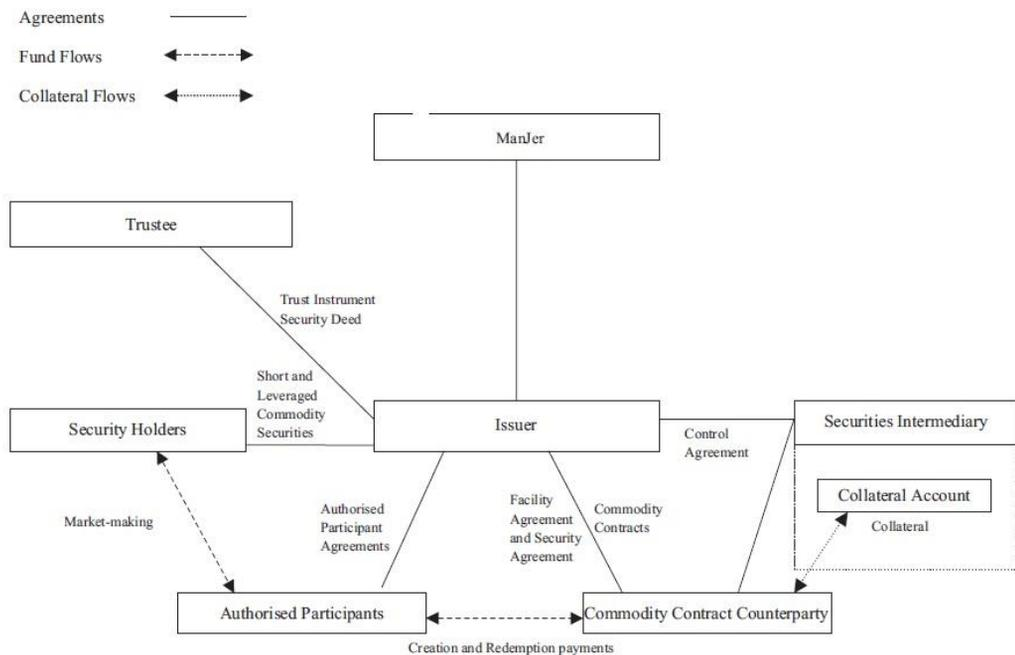 Agreements
Fund Flows
Collateral Flows
ManJer
Trustee
Trust Instrument
Security Deed
Short and
Leveraged
Commodity
Securities
Security Holders
Issuer
Securities Intermediary
Control
Agreement
Collateral Account
Collateral
Market-making
Authorised
Participant
Agreements
Facility
Agreement
and Security
Agreement
Commodity
Contracts
Authorised Participants
Commodity Contract Counterparty
Creation and Redemption payments